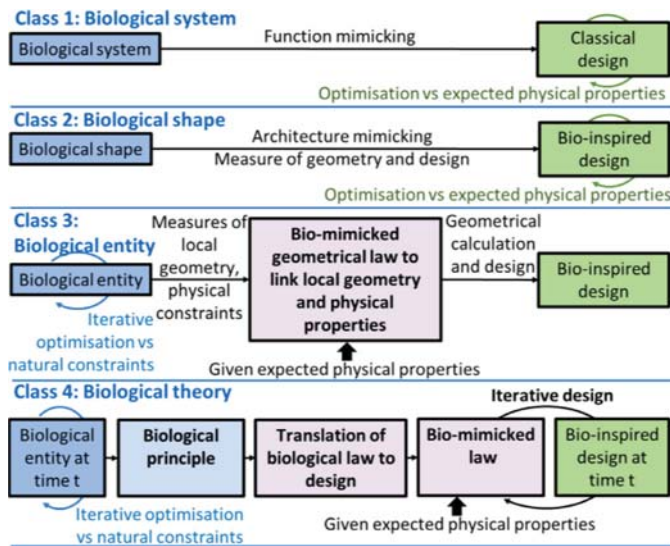 Class 1: Biological system
Biological system
Function mimicking
Classical
design
Optimisation vs expected physical properties
Class 2: Biological shape
Biological shape
Architecture mimicking
Measure of geometry and design
Bio-inspired
design
Optimisation vs expected physical properties
Class 3:
Biological entity
Biological entity
Iterative
optimisation vs
natural constraints
Measures of
local
geometry,
physical
constraints
Bio-mimicked
geometrical law to
link local geometry
and physical
properties
Given expected physical properties
Geometrical
calculation
and design
Bio-inspired
design
Class 4: Biological theory
Iterative design
Biological
entity at
time t
Biological
principle
Translation of
biological law to
design
Bio-mimicked
law
Bio-inspired
design at
time t
Iterative optimisation
vs natural constraints
Given expected physical properties